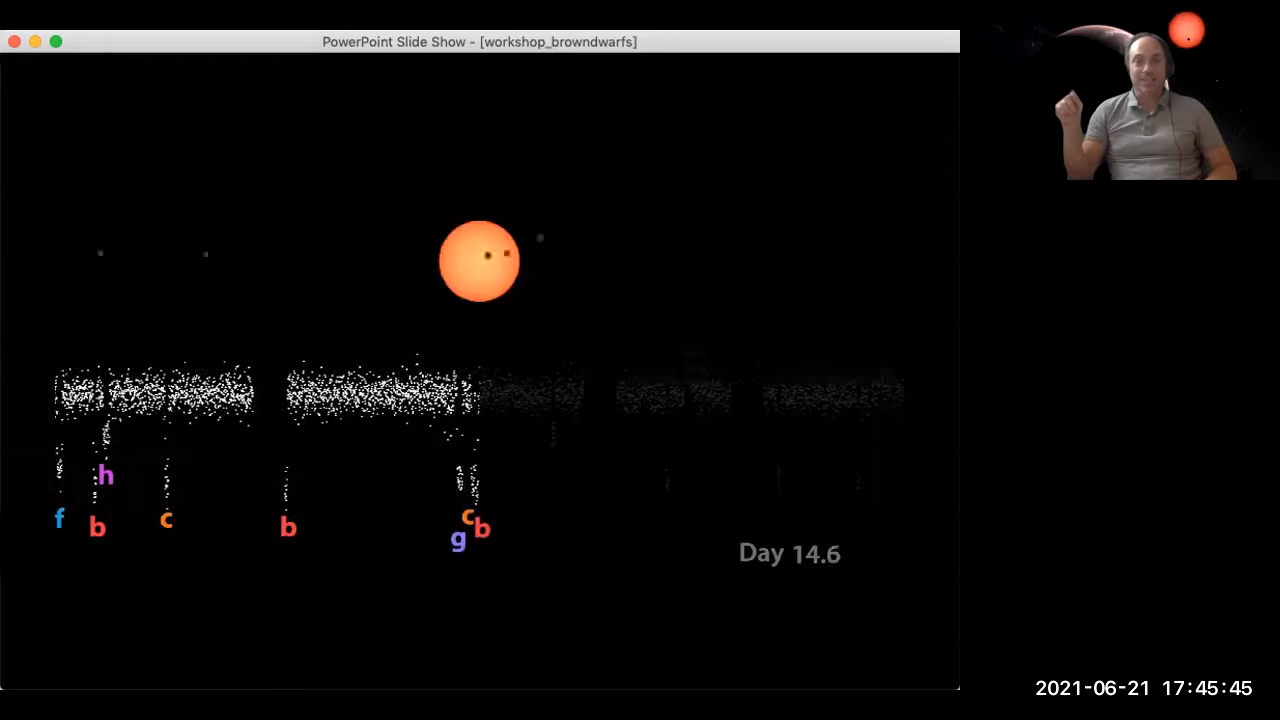 PowerPoint Slide Show - [workshop_browndwarfs]
h
f
b
c
b
c
b
g
Day 14.6
2021-06-21 17:45:45